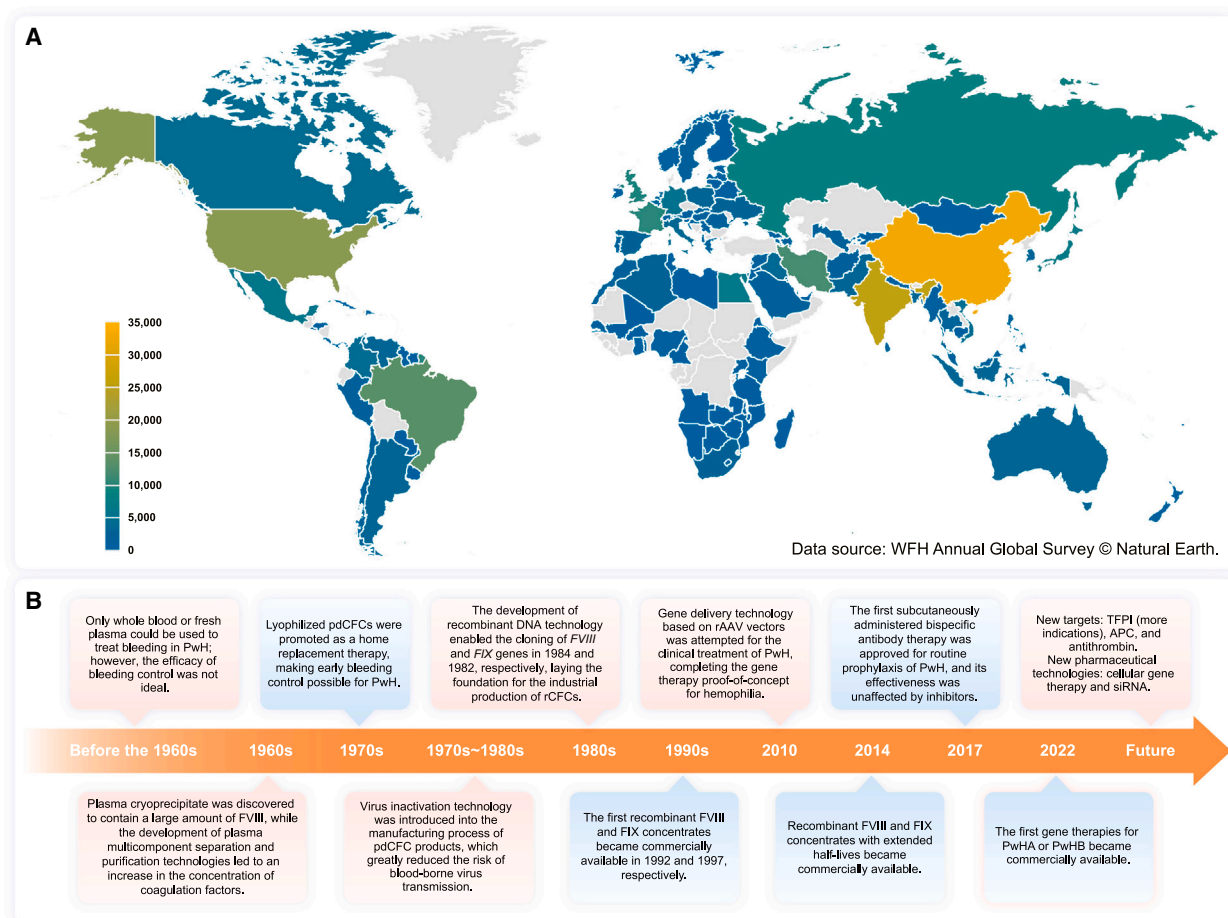 A
35,000
30,000
25,000
20,000
15,000
10,000
5,000
0
Data source: WFH Annual Global Survey © Natural Earth.
B
Only whole blood or fresh
plasma could be used to
treat bleeding in PwH;
however, the efficacy of
bleeding control was not
ideal.
Lyophilized pdCFCs were
promoted as a home
replacement therapy,
making early bleeding
control possible for PwH.
The development of
recombinant DNA technology
enabled the cloning of FVIII
and FIX genes in 1984 and
1982, respectively, laying the
foundation for the industrial
production of rCFCs.
Gene delivery technology
based on rAAV vectors
was attempted for the
clinical treatment of PwH,
completing the gene
therapy proof-of-concept
for hemophilia.
The first subcutaneously
administered bispecific
antibody therapy was
approved for routine
prophylaxis of PwH, and its
effectiveness was
unaffected by inhibitors.
New targets: TFPI (more
indications), APC, and
antithrombin.
New pharmaceutical
technologies: cellular gene
therapy and siRNA.
Before the 1960s 1960s 1970s 1970s~1980s 1980s 1990s 2010 2014 2017 2022 Future
Plasma cryoprecipitate was discovered
to contain a large amount of FVIII, while
the development of plasma
multicomponent separation and
purification technologies led to an
increase in the concentration of
coagulation factors.
Virus inactivation technology
was introduced into the
manufacturing process of
pdCFC products, which
greatly reduced the risk of
blood-borne virus
transmission.
The first recombinant FVIII
and FIX concentrates
became commercially
available in 1992 and 1997,
respectively.
Recombinant FVIII and FIX
concentrates with extended
half-lives became
commercially available.
The first gene therapies for
PwHA or PwHB became
commercially available.